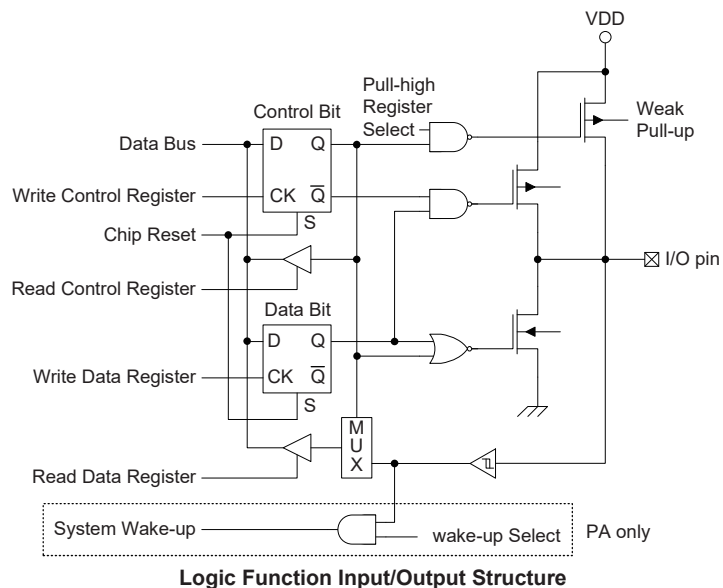 VDD
Pull-high
Register
Select
Weak
Pull-up
Control Bit
Data Bus
D
Q
Write Control Register
CK
Q
S
Chip Reset
I/O pin
Read Control Register
Data Bit
D
Q
Write Data Register
CK
Q
S
M
U
X
Read Data Register
System Wake-up
wake-up Select
PA only
Logic Function Input/Output Structure